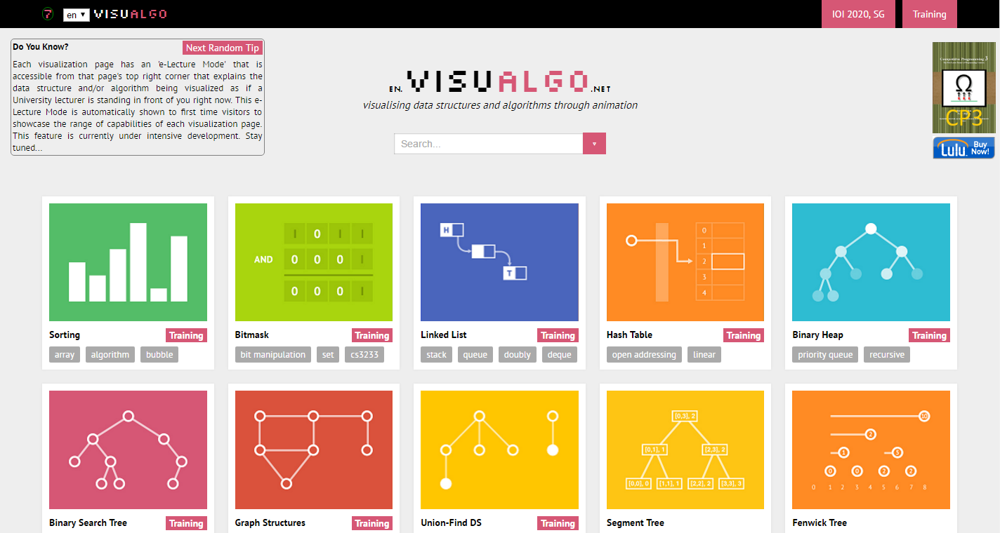 7 en ▼ VISUALGO IOI 2020, SG Training
Do You Know? Next Random Tip
Each visualization page has an 'e-Lecture Mode' that is
accessible from that page's top right corner that explains the
data structure and/or algorithm being visualized as if a
University lecturer is standing in front of you right now. This e-
Lecture Mode is automatically shown to first time visitors to
showcase the range of capabilities of each visualization page.
This feature is currently under intensive development. Stay
tuned...
EN. VISUALGO .NET
visualising data structures and algorithms through animation
Search...
Competitive Programming 3
Ω
CP3
Lulu Buy
Now!
I 0 I I
AND 0 0 0 I
0 0 0 I
H
T
0
1
2
3
4
Sorting Training
array algorithm bubble
Bitmask Training
bit manipulation set cs3233
Linked List Training
stack queue doubly deque
Hash Table Training
open addressing linear
Binary Heap Training
priority queue recursive
[0,3], 2
[0,1], 1 [2,3], 2
[0,0], 0 [1,1], 1 [2,2], 2 [3,3], 3
10
2
1 5
0 0 2 2
0 1 2 3 4 5 6 7 8
Binary Search Tree Training
Graph Structures Training
Union-Find DS Training
Segment Tree
Fenwick Tree